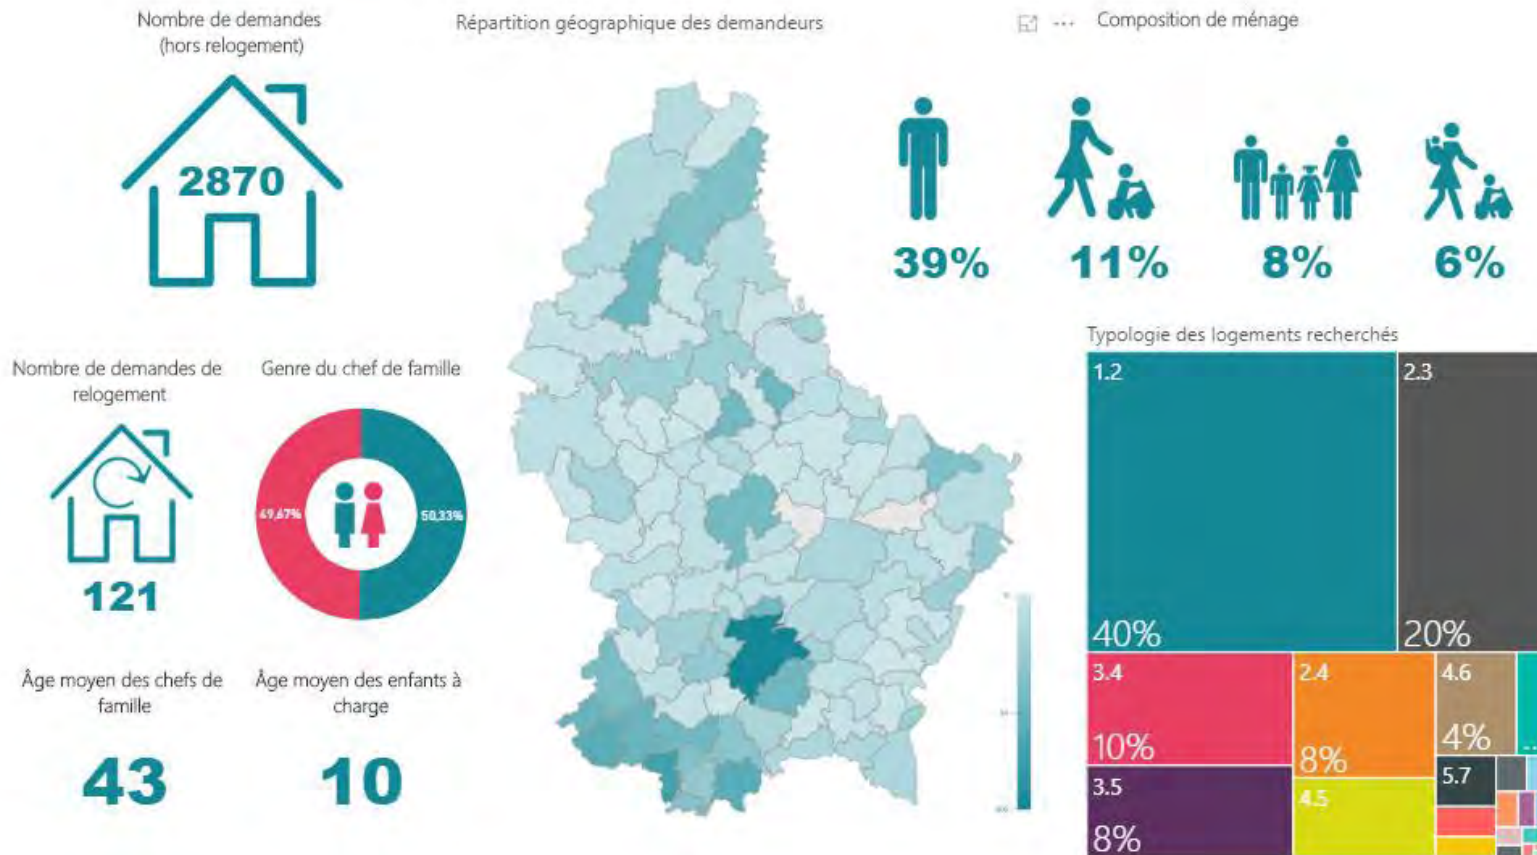 Nombre de demandes
(hors relogement)
2870
Répartition géographique des demandeurs
Composition de ménage
39%
11%
8%
6%
Nombre de demandes de
relogement
121
Genre du chef de famille
49,67%
50,33%
Âge moyen des chefs de
famille
43
Âge moyen des enfants à
charge
10
Typologie des logements recherchés
1.2
40%
2.3
20%
3.4
10%
2.4
8%
4.6
4%
3.5
8%
4.5
5.7